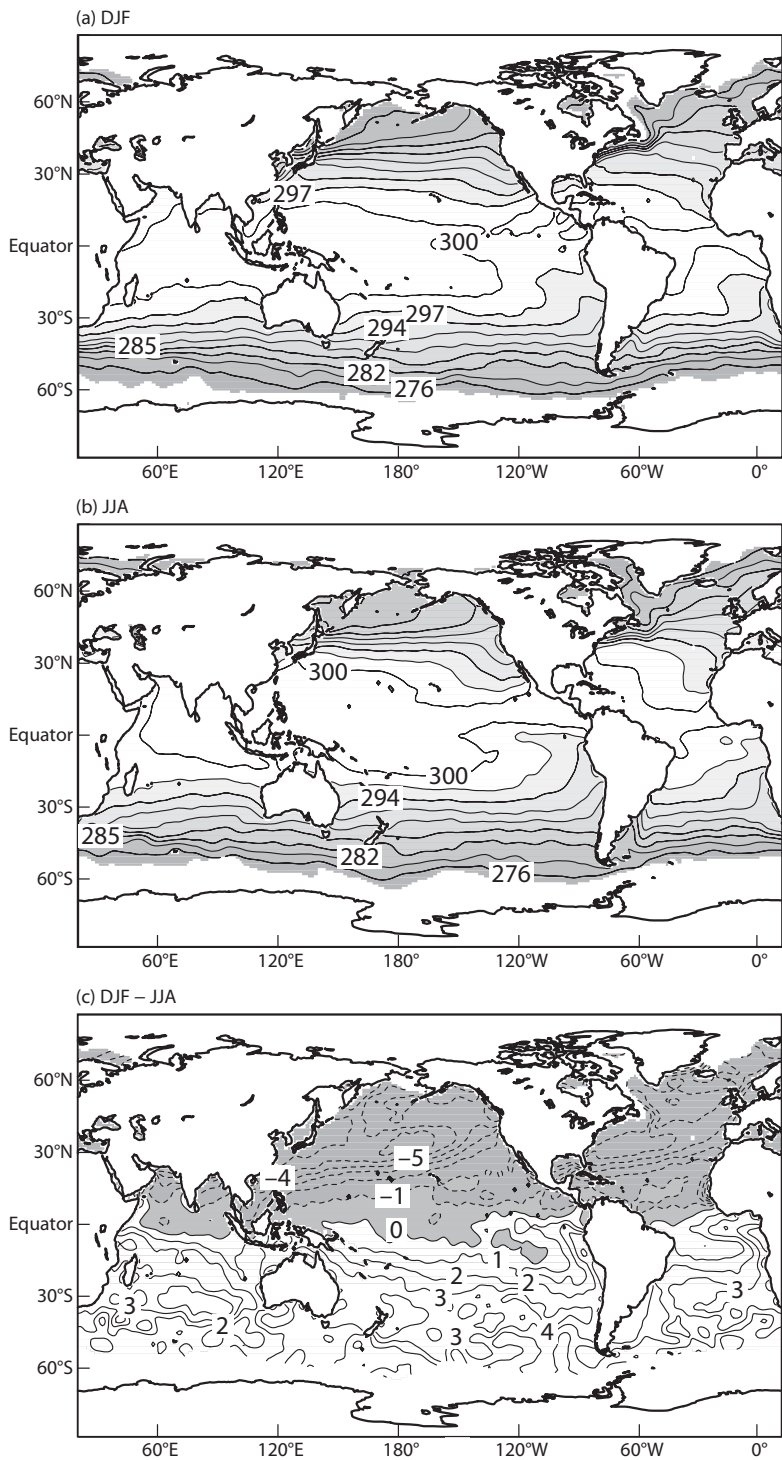 (a) DJF
60°N
30°N
297
Equator
300
30°S
297
294
285
282
276
60°S
60°E 120°E 180° 120°W 60°W 0°
(b) JJA
60°N
30°N
300
Equator
300
294
30°S
285
282
276
60°S
60°E 120°E 180° 120°W 60°W 0°
(c) DJF – JJA
60°N
30°N
–5
–4
–1
Equator
0
1
2 2
30°S
3 3 3
2 3 4
60°S
60°E 120°E 180° 120°W 60°W 0°